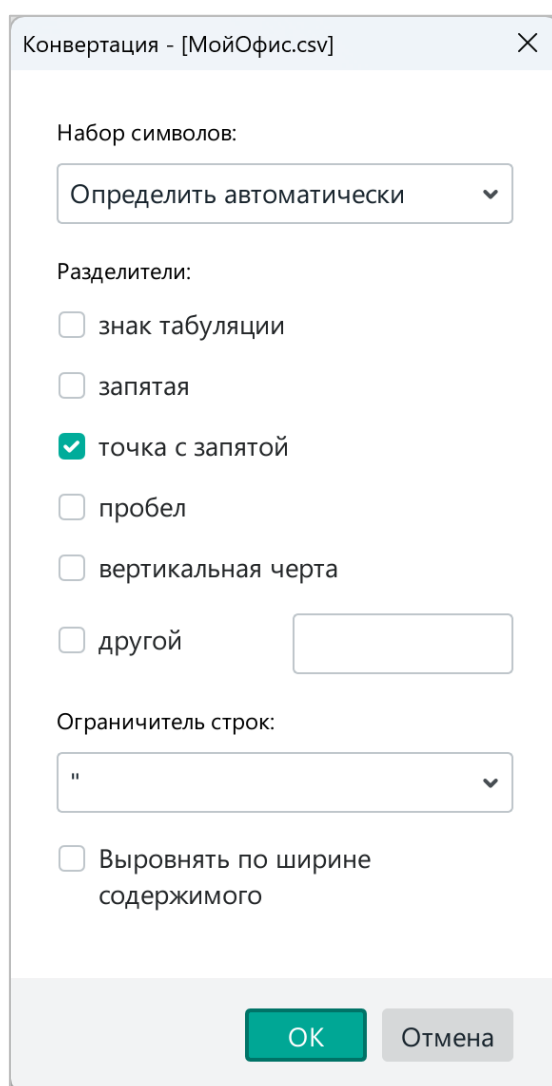 Конвертация - [МойОфис.csv]
Набор символов:
Определить автоматически
Разделители:
знак табуляции
запятая
точка с запятой
пробел
вертикальная черта
другой
Ограничитель строк:
"
Выровнять по ширине
содержимого
ОК
Отмена